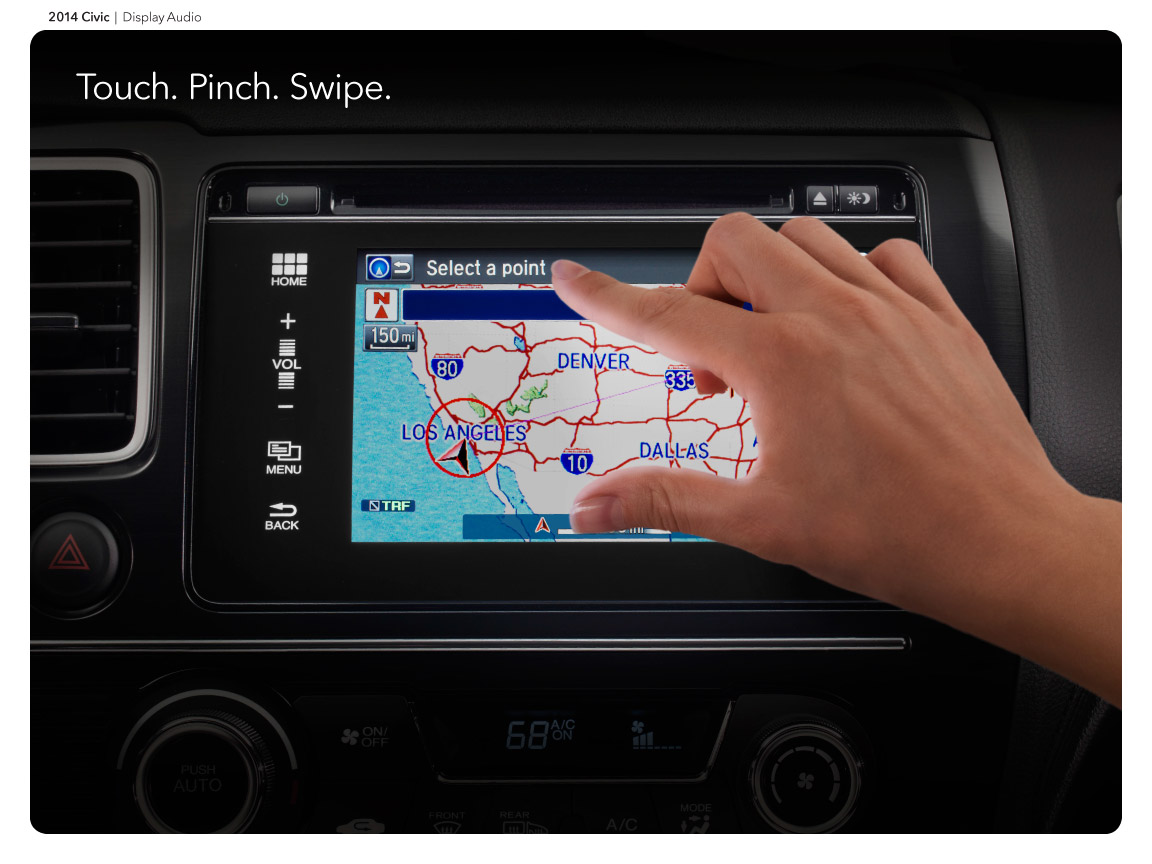 2014 Civic | Display Audio
Touch. Pinch. Swipe.
HOME
+
VOL
−
MENU
BACK
Select a point
N
150 mi
80
DENVER
335
LOS ANGELES
10
DALLAS
TRF
ON/
OFF
68 A/C
ON
PUSH
AUTO
FRONT
REAR
A/C
MODE